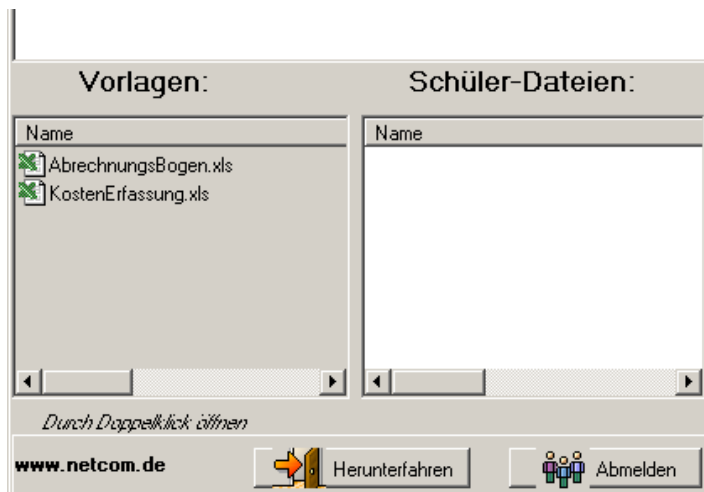 Vorlagen:
Schüler-Dateien:
Name
Name
AbrechnungsBogen.xls
KostenErfassung.xls
Durch Doppelklick öffnen
www.netcom.de
Herunterfahren
Abmelden